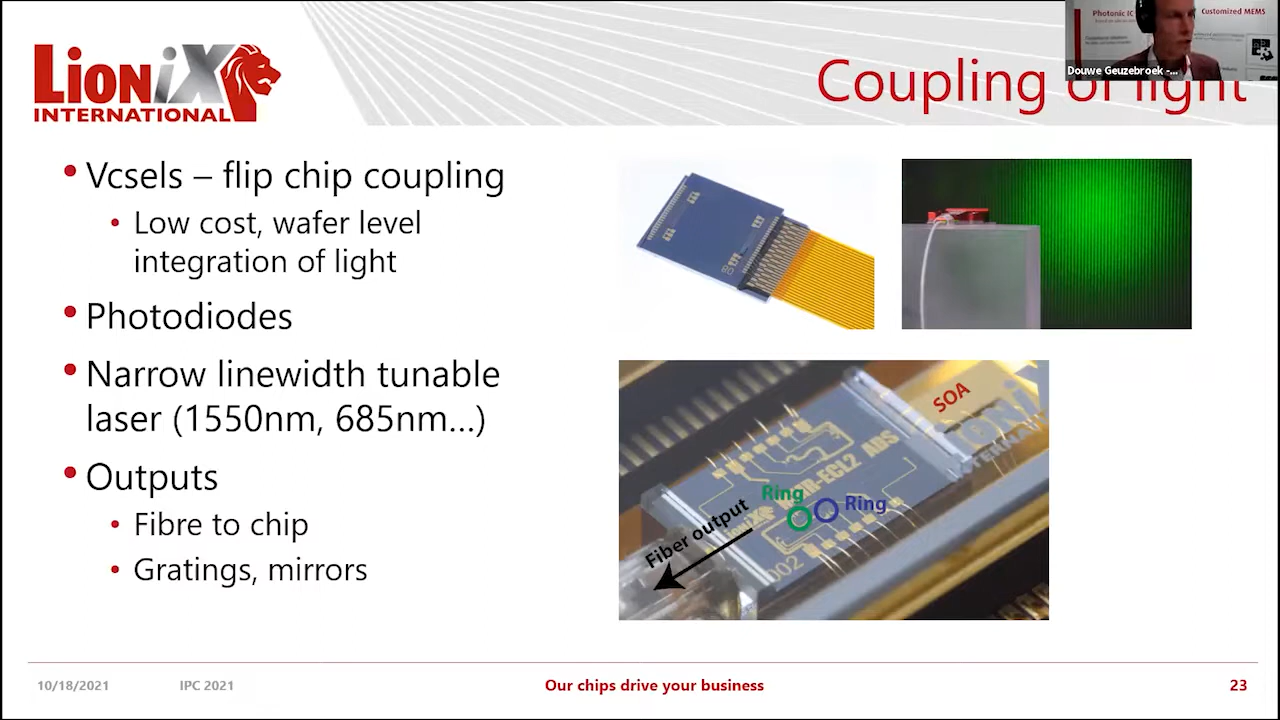 LioniX
INTERNATIONAL
Photonic IC
Customized MEMS
Douwe Geuzebroek -...
Coupling of light
• Vcsels – flip chip coupling
• Low cost, wafer level
integration of light
• Photodiodes
• Narrow linewidth tunable
laser (1550nm, 685nm...)
• Outputs
• Fibre to chip
• Gratings, mirrors
SOA
Ring
Ring
Fiber output
10/18/2021
IPC 2021
Our chips drive your business
23